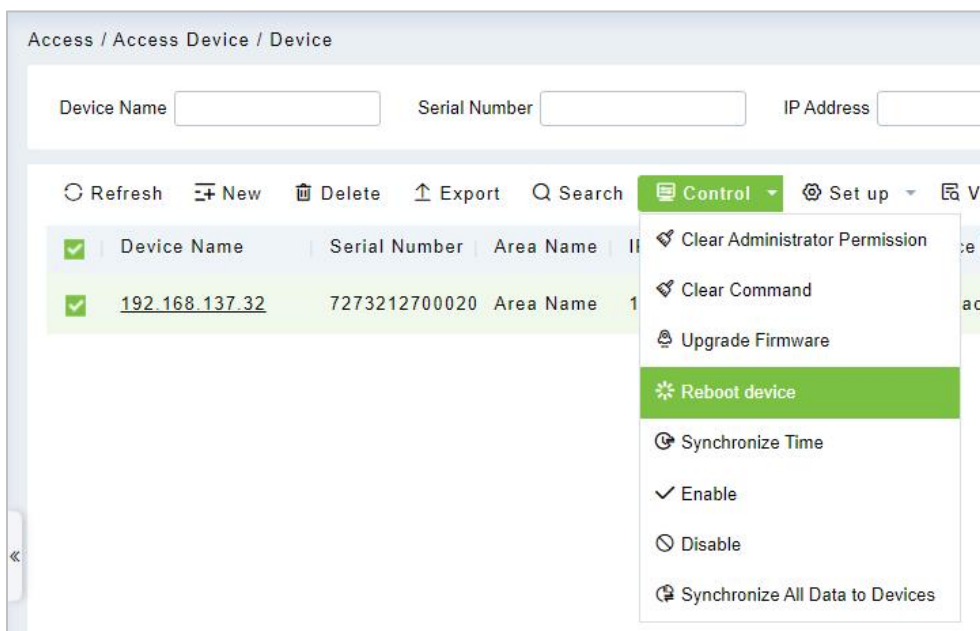 Access / Access Device / Device
Device Name Serial Number IP Address
Refresh New Delete Export Search Control Set up V
Device Name Serial Number Area Name
192.168.137.32 7273212700020 Area Name 1
Clear Administrator Permission
Clear Command
Upgrade Firmware
Reboot device
Synchronize Time
Enable
Disable
Synchronize All Data to Devices